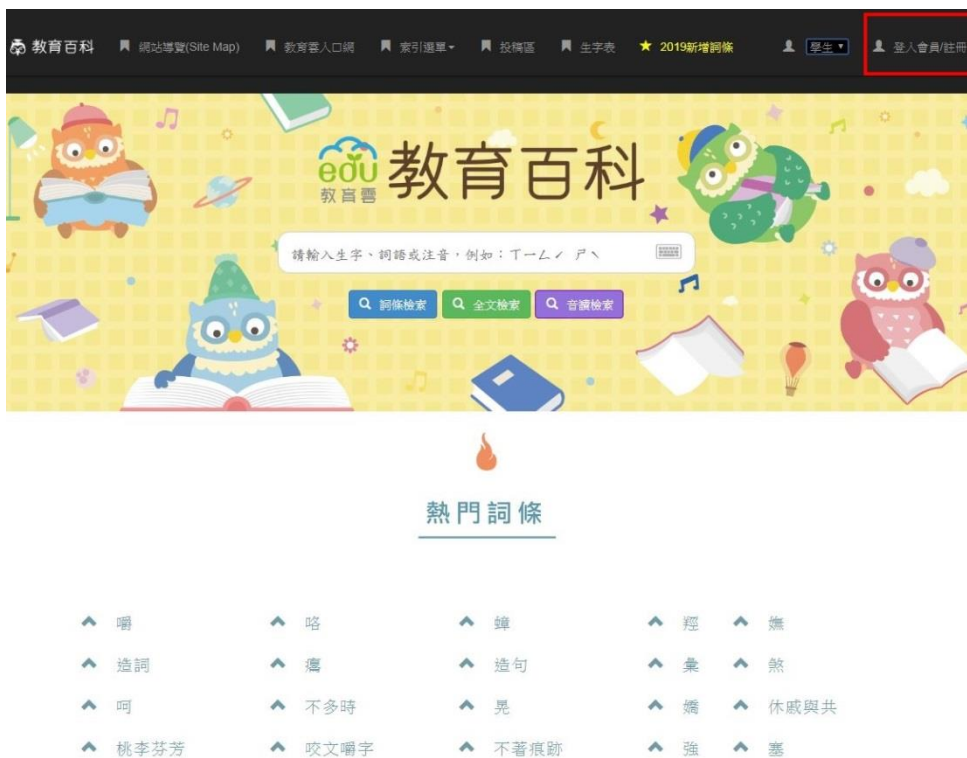 教育百科 網站導覽(Site Map) 教育雲入口網 索引選單 投稿區 生字表 ★ 2019新增詞條 學生 登入會員/註冊
edu 教育雲 教育百科
請輸入生字、詞語或注音，例如：ㄒㄧㄥˊ ㄕˋ
詞條檢索 全文檢索 音讀檢索
熱門詞條
嚼 咯 蟑 羥 嫵
造詞 癟 造句 彙 煞
呵 不多時 晃 嬌 休戚與共
桃李芬芳 咬文嚼字 不著痕跡 強 塞